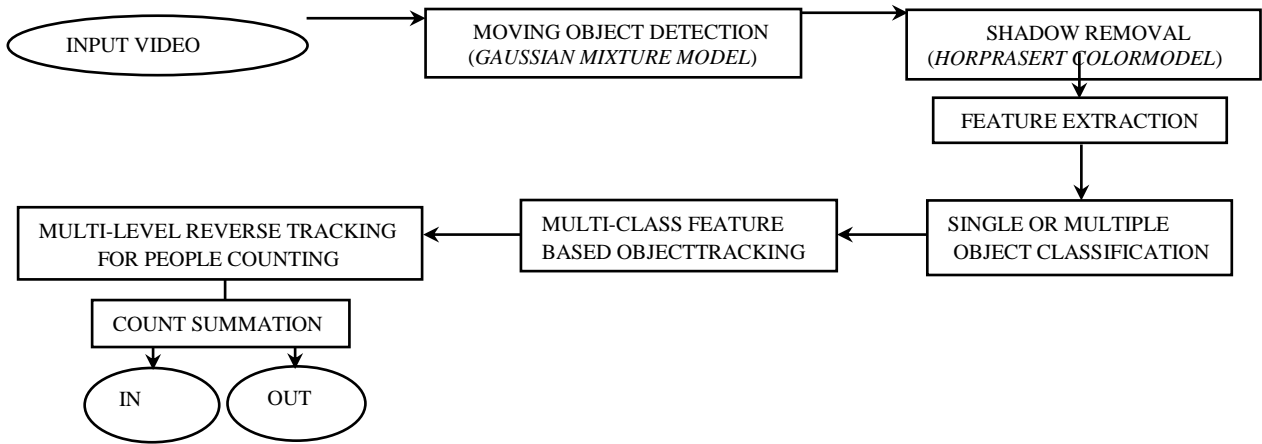 INPUT VIDEO
MOVING OBJECT DETECTION
(GAUSSIAN MIXTURE MODEL)
SHADOW REMOVAL
(HORPRASERT COLORMODEL)
FEATURE EXTRACTION
SINGLE OR MULTIPLE
OBJECT CLASSIFICATION
MULTI-CLASS FEATURE
BASED OBJECTTRACKING
MULTI-LEVEL REVERSE TRACKING
FOR PEOPLE COUNTING
COUNT SUMMATION
IN
OUT